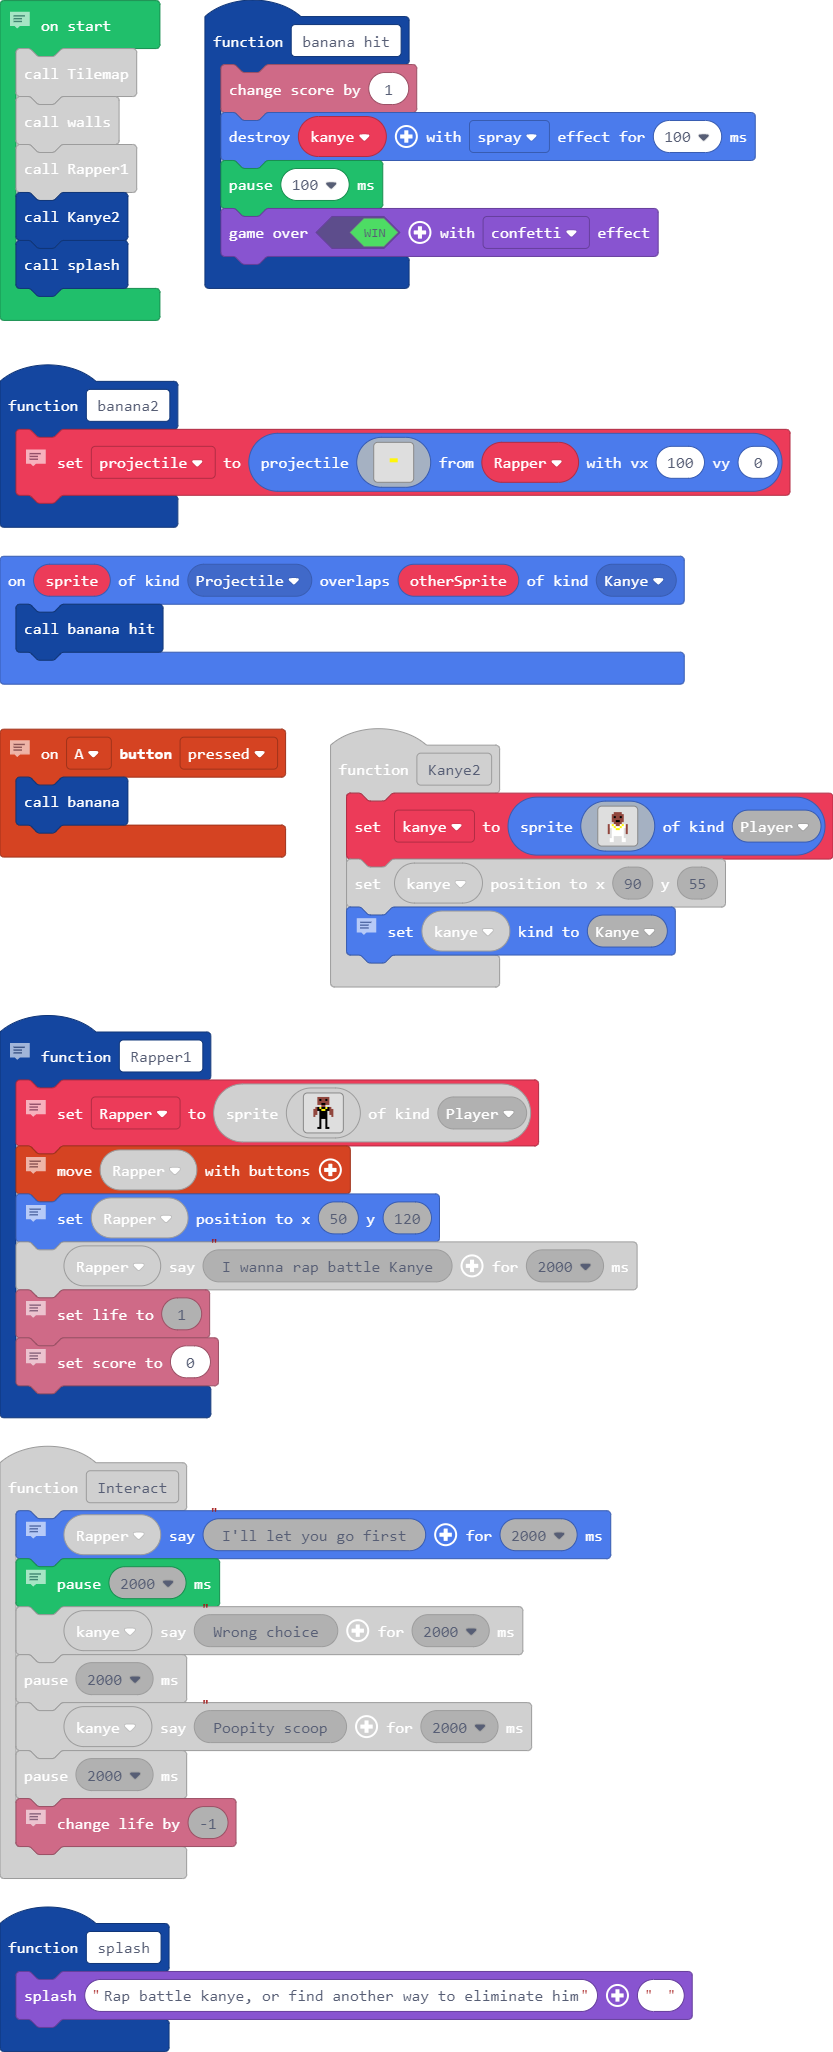 on start
call Tilemap
call walls
call Rapper1
call Kanye2
call splash
function banana hit
change score by 1
destroy kanye with spray effect for 100 ms
pause 100 ms
game over WIN with confetti effect
function banana2
set projectile to projectile from Rapper with vx 100 vy 0
on sprite of kind Projectile overlaps otherSprite of kind Kanye
call banana hit
on A button pressed
call banana
function Kanye2
set kanye to sprite of kind Player
set kanye position to x 90 y 55
set kanye kind to Kanye
function Rapper1
set Rapper to sprite of kind Player
move Rapper with buttons
set Rapper position to x 50 y 120
Rapper say " I wanna rap battle Kanye for 2000 ms
set life to 1
set score to 0
function Interact
Rapper say " I'll let you go first for 2000 ms
pause 2000 ms
kanye say " Wrong choice for 2000 ms
pause 2000 ms
kanye say " Poopity scoop for 2000 ms
pause 2000 ms
change life by -1
function splash
splash "Rap battle kanye, or find another way to eliminate him" " "